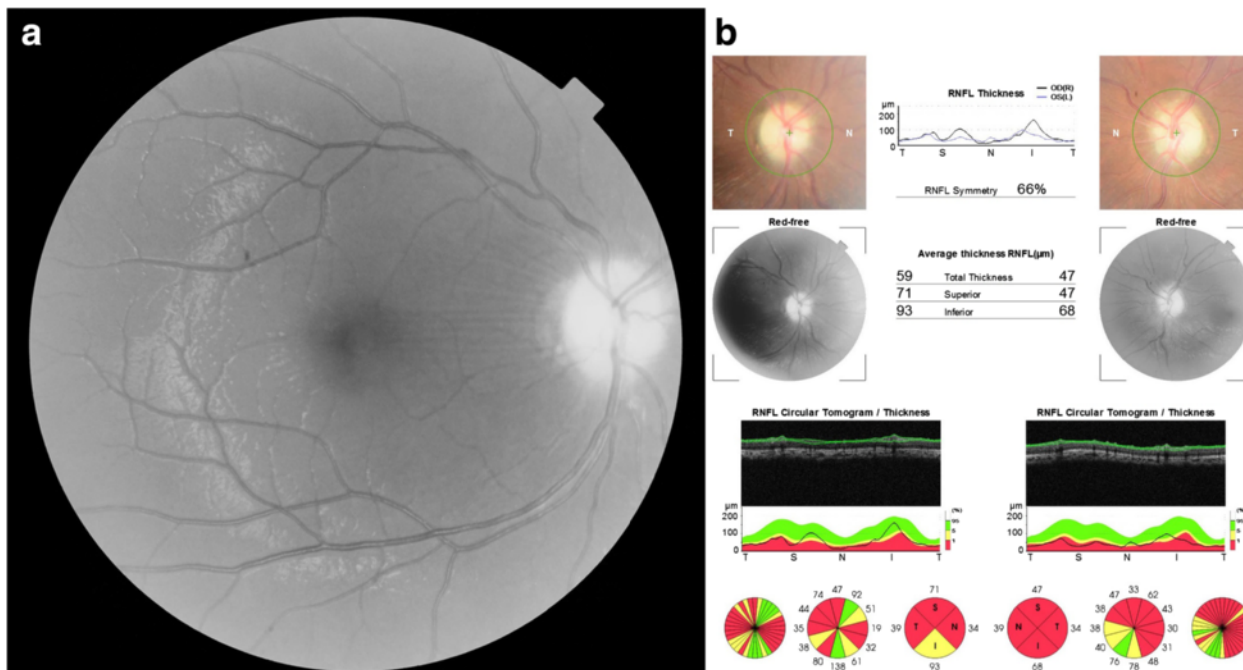 a
b
RNFL Thickness
OD(R)
OS(L)
µm
200
100
0
T S N I T
T N
N T
RNFL Symmetry 66%
Red-free
Red-free
Average thickness RNFL(µm)
59 Total Thickness 47
71 Superior 47
93 Inferior 68
RNFL Circular Tomogram / Thickness
RNFL Circular Tomogram / Thickness
µm
200
100
0
T S N I T
(%)
5
1
µm
200
100
0
T S N I T
(%)
5
1
74 47 92
44 51
35 19
38 32
80 138 61
71
39 34
93
S
T N
I
47
39 34
68
S
N T
I
47 33 62
38 43
38 30
40 31
76 78 48